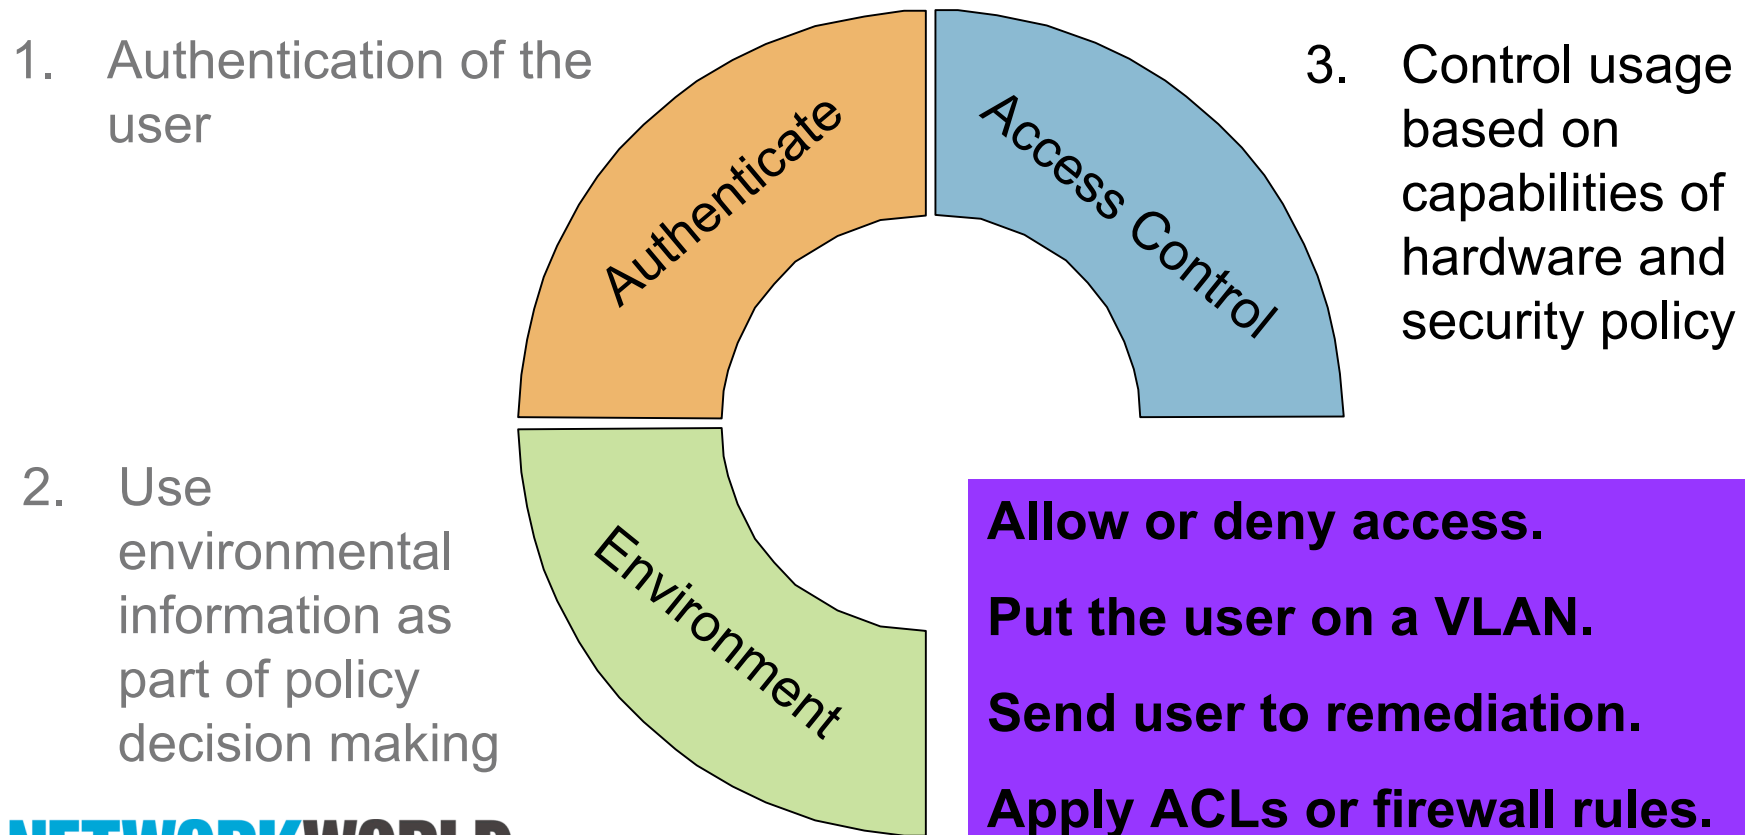 1. Authentication of the
user
Authenticate
Access Control
3. Control usage
based on
capabilities of
hardware and
security policy
2. Use
environmental
information as
part of policy
decision making
Environment
Allow or deny access.
Put the user on a VLAN.
Send user to remediation.
Apply ACLs or firewall rules.
NETWORKWORLD